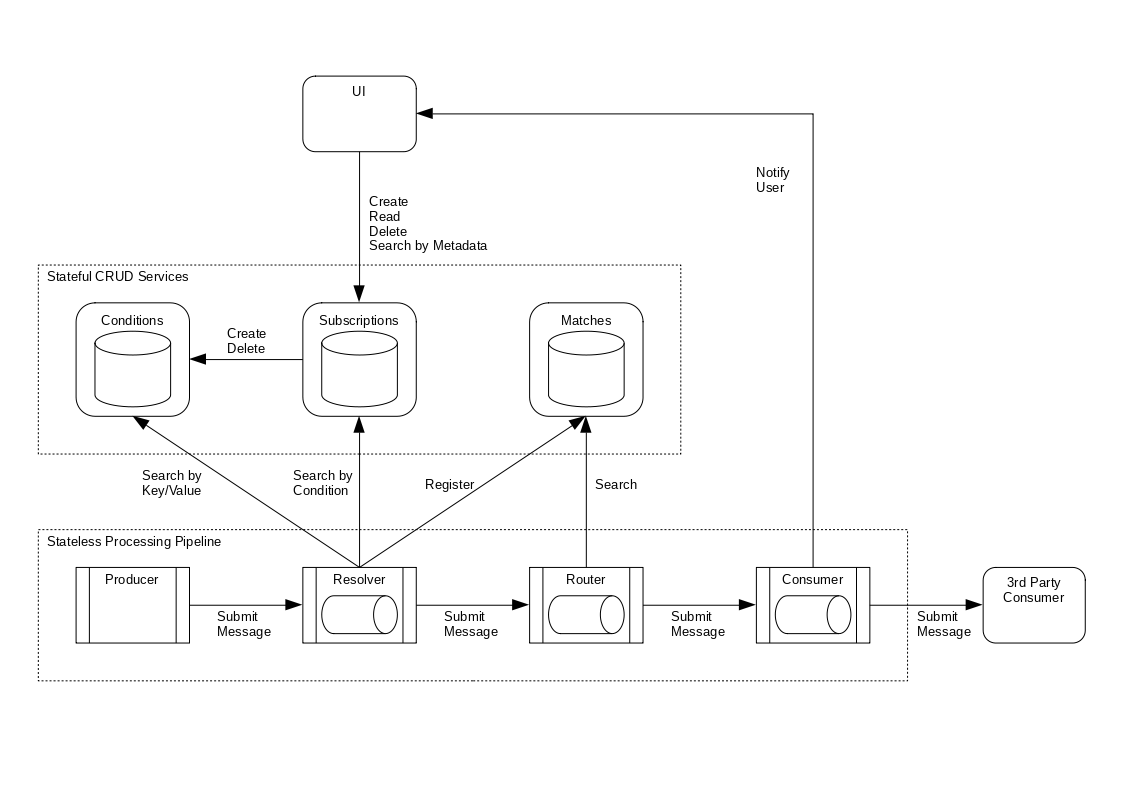 UI
Notify
User
Create
Read
Delete
Search by Metadata
Stateful CRUD Services
Conditions
Subscriptions
Matches
Create
Delete
Search by
Key/Value
Search by
Condition
Register
Search
Stateless Processing Pipeline
Producer
Resolver
Router
Consumer
3rd Party
Consumer
Submit
Message
Submit
Message
Submit
Message
Submit
Message